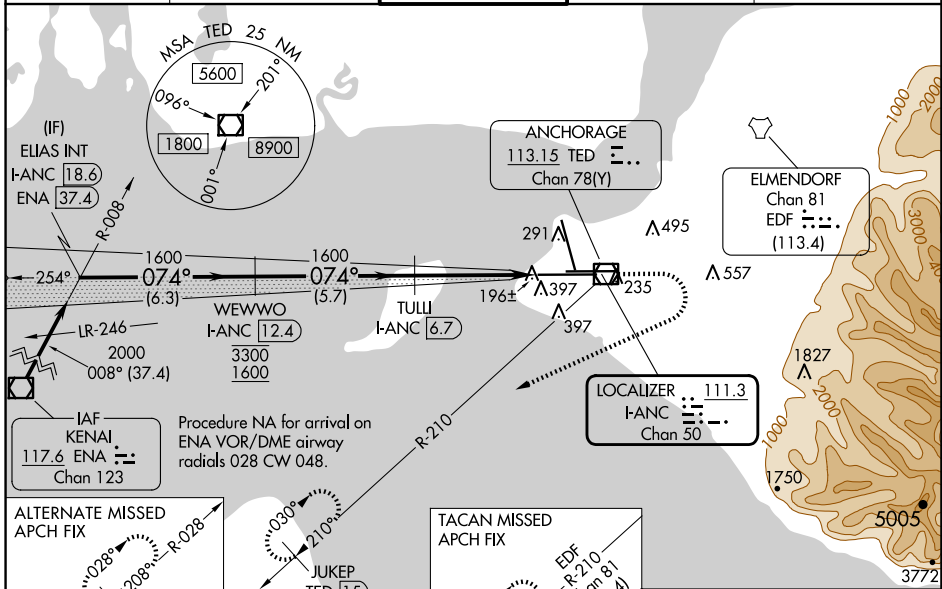 MSA TED 25 NM
5600
201°
096°
1800
8900
001°
(IF)
ELIAS INT
I-ANC 18.6
ENA 37.4
R-008
254°
1600
074°
(6.3)
1600
074°
(5.7)
WEWWO
I-ANC 12.4
3300
1600
TULLI
I-ANC 6.7
LR-246
2000
008° (37.4)
IAF
KENAI
117.6 ENA
Chan 123
Procedure NA for arrival on
ENA VOR/DME airway
radials 028 CW 048.
ANCHORAGE
113.15 TED
Chan 78(Y)
ELMENDORF
Chan 81
EDF
(113.4)
291
495
557
196±
397
397
235
R-210
LOCALIZER 111.3
I-ANC
Chan 50
1827
1000
2000
3000
1000
2000
1750
5005
3772
ALTERNATE MISSED
APCH FIX
028°
208°
R-028
030°
210°
JUKEP
TED 15
TACAN MISSED
APCH FIX
EDF
R-210